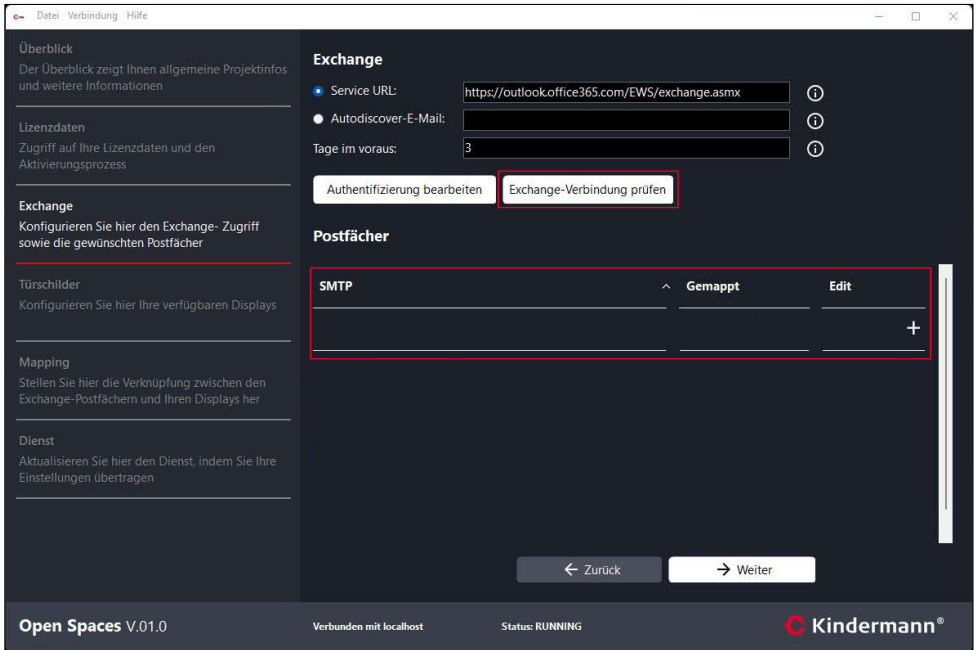 Datei Verbindung Hilfe
Überblick
Der Überblick zeigt Ihnen allgemeine Projektinfos
und weitere Informationen
Lizenzdaten
Zugriff auf Ihre Lizenzdaten und den
Aktivierungsprozess
Exchange
Konfigurieren Sie hier den Exchange- Zugriff
sowie die gewünschten Postfächer
Türschilder
Konfigurieren Sie hier Ihre verfügbaren Displays
Mapping
Stellen Sie hier die Verknüpfung zwischen den
Exchange-Postfächern und Ihren Displays her
Dienst
Aktualisieren Sie hier den Dienst, indem Sie Ihre
Einstellungen übertragen
Exchange
Service URL: https://outlook.office365.com/EWS/exchange.asmx
Autodiscover-E-Mail:
Tage im voraus: 3
Authentifizierung bearbeiten Exchange-Verbindung prüfen
Postfächer
SMTP Gemappt Edit
+
← Zurück → Weiter
Open Spaces V.01.0 Verbunden mit localhost Status: RUNNING Kindermann®